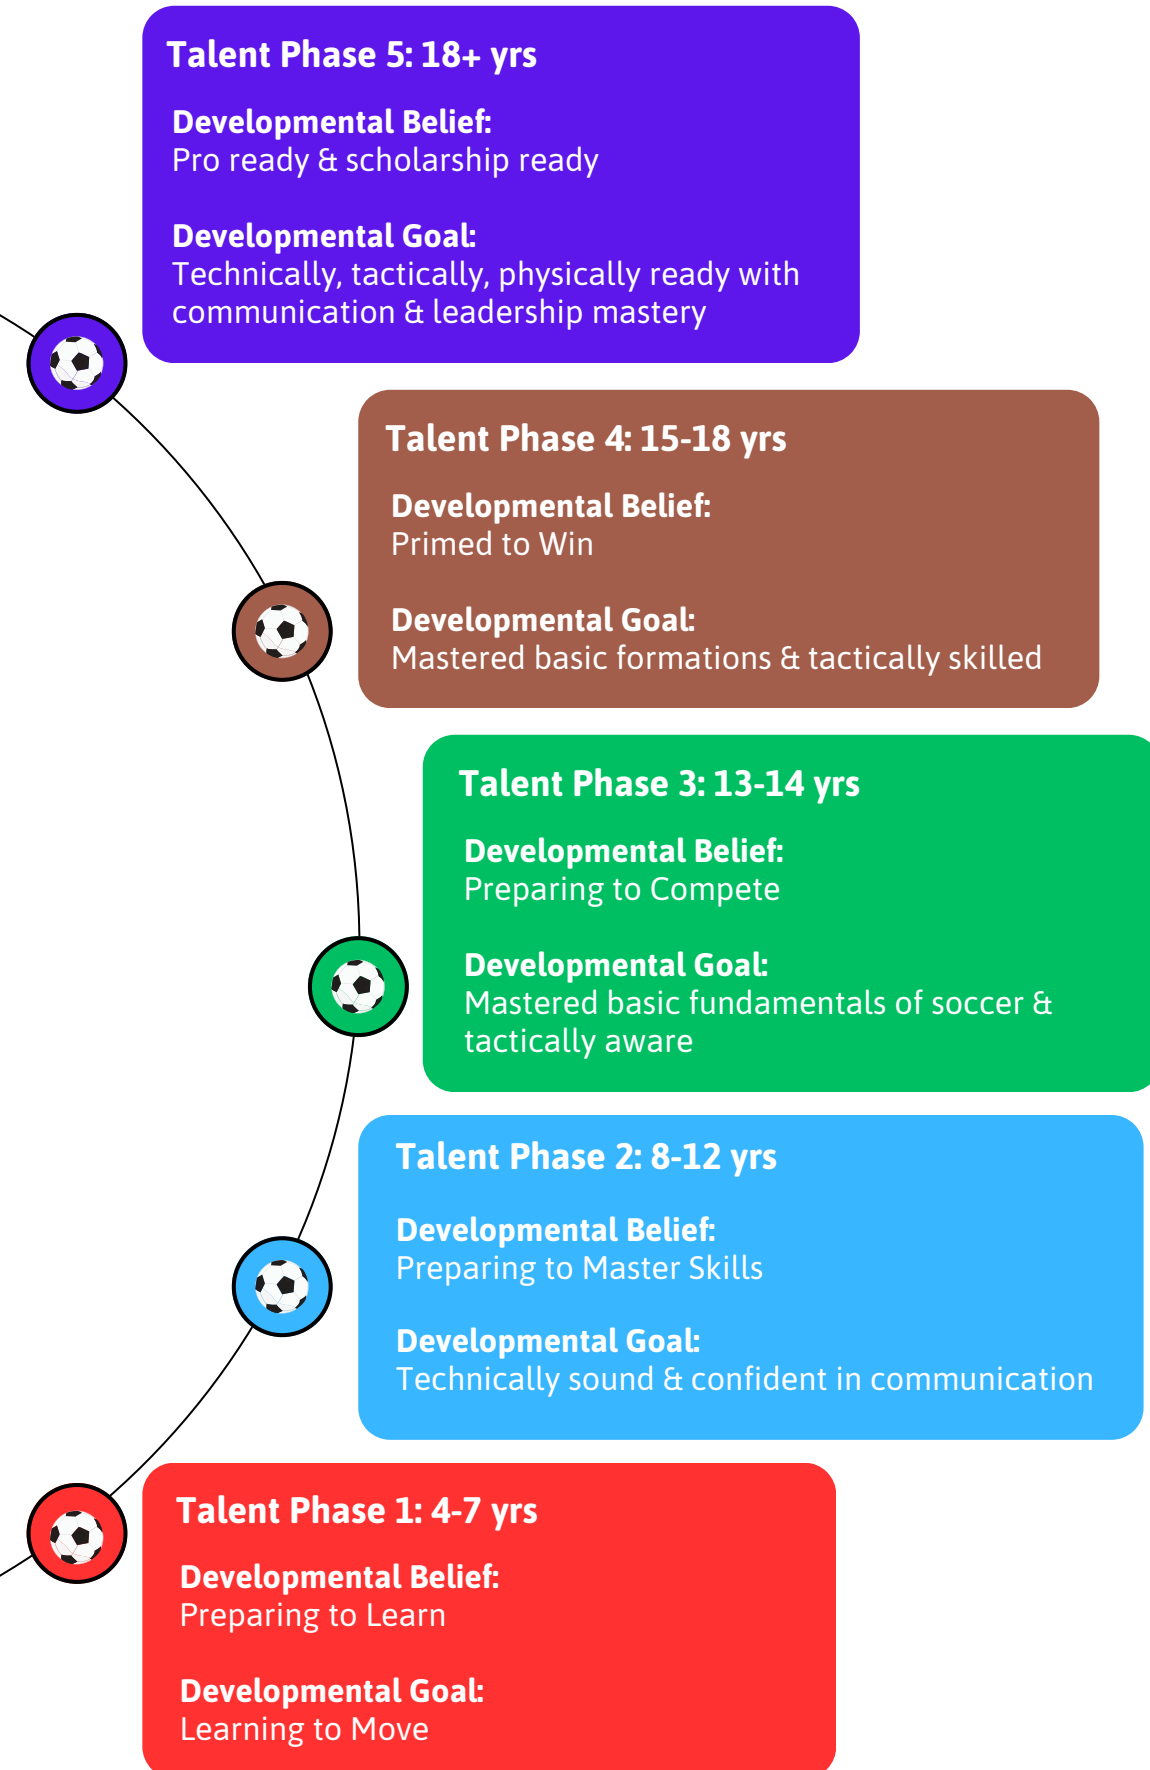 Talent Phase 5: 18+ yrs
Developmental Belief:
Pro ready & scholarship ready
Developmental Goal:
Technically, tactically, physically ready with
communication & leadership mastery
Talent Phase 4: 15-18 yrs
Developmental Belief:
Primed to Win
Developmental Goal:
Mastered basic formations & tactically skilled
Talent Phase 3: 13-14 yrs
Developmental Belief:
Preparing to Compete
Developmental Goal:
Mastered basic fundamentals of soccer &
tactically aware
Talent Phase 2: 8-12 yrs
Developmental Belief:
Preparing to Master Skills
Developmental Goal:
Technically sound & confident in communication
Talent Phase 1: 4-7 yrs
Developmental Belief:
Preparing to Learn
Developmental Goal:
Learning to Move